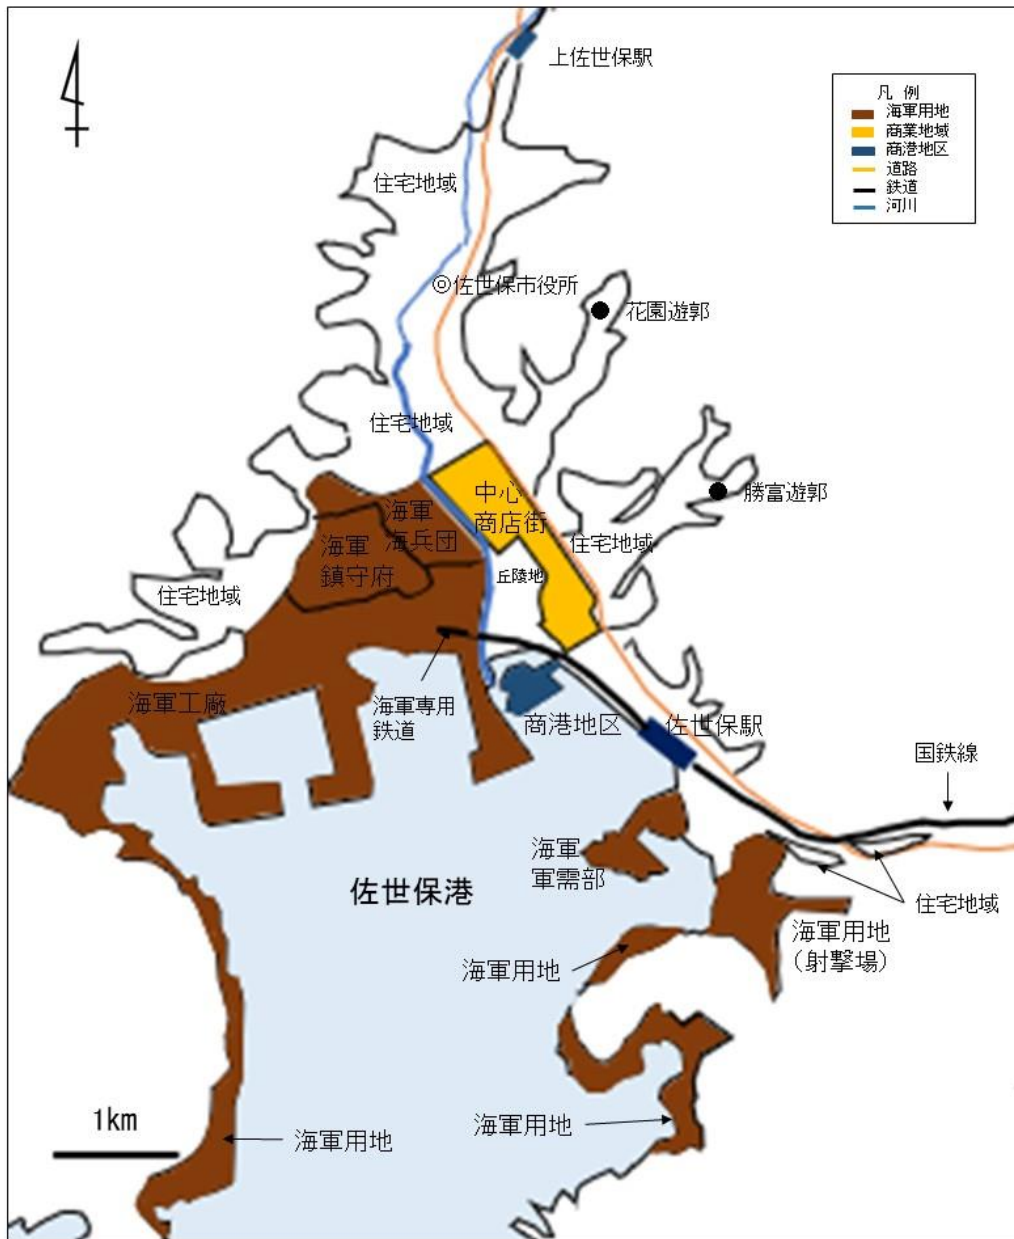 上佐世保駅
凡 例
海軍用地
商業地域
商港地区
道路
鉄道
河川
住宅地域
◎佐世保市役所
花園遊郭
住宅地域
中心
商店街
勝富遊郭
海軍
海兵団
海軍
鎮守府
住宅地域
丘陵地
住宅地域
海軍工廠
海軍専用
鉄道
商港地区
佐世保駅
国鉄線
海軍
軍需部
佐世保港
住宅地域
海軍用地
(射撃場)
海軍用地
1km
海軍用地
海軍用地